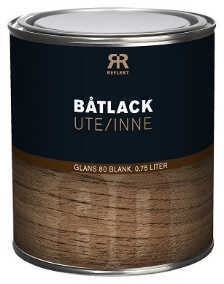 RR
REFLEKT
BÅTLACK
UTE/INNE
GLANS 80 BLANK, 0,75 LITER